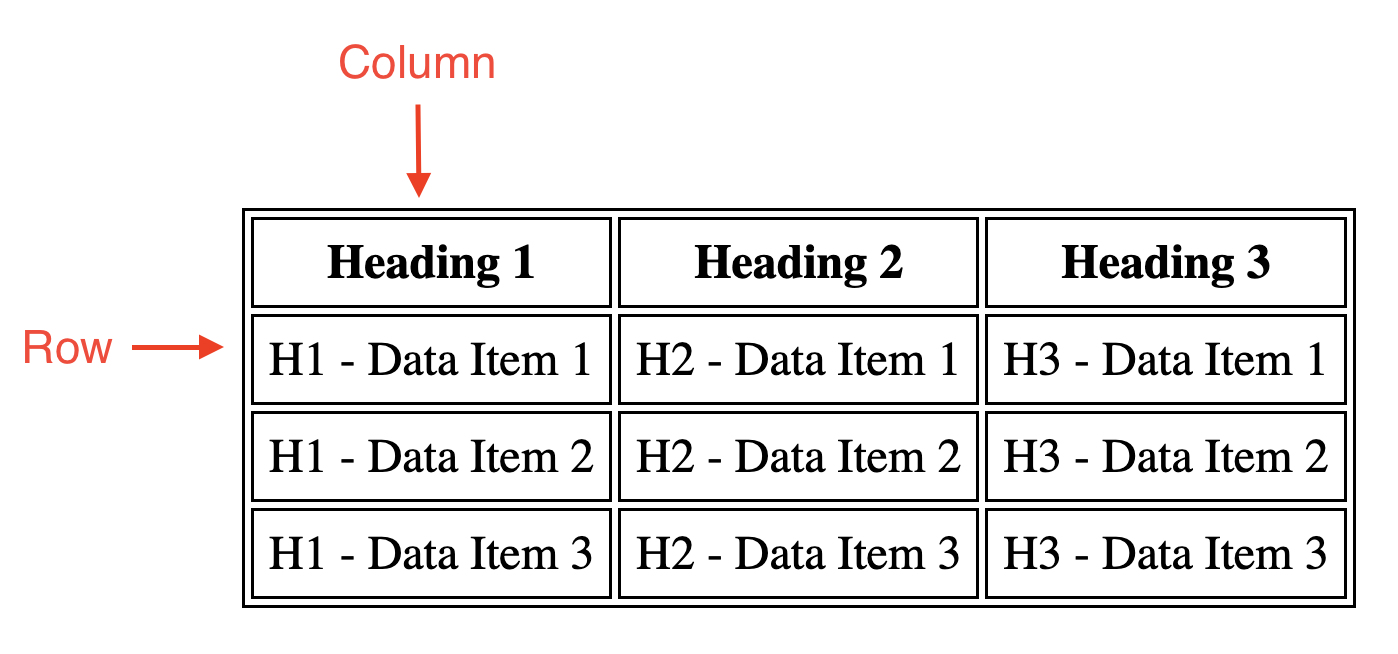 Column
Heading 1 Heading 2 Heading 3
Row
H1 - Data Item 1 H2 - Data Item 1 H3 - Data Item 1
H1 - Data Item 2 H2 - Data Item 2 H3 - Data Item 2
H1 - Data Item 3 H2 - Data Item 3 H3 - Data Item 3